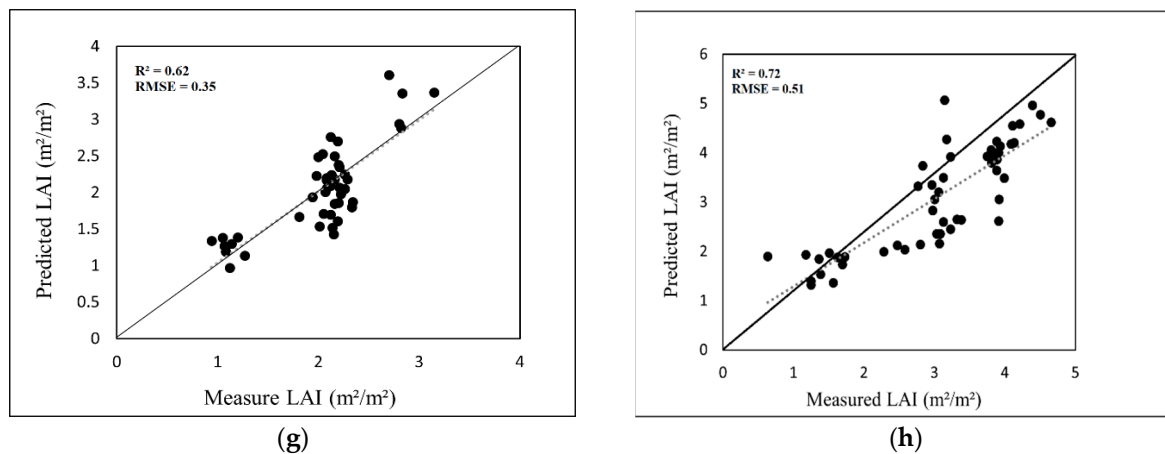 R² = 0.62
RMSE = 0.35
Predicted LAI (m²/m²)
4
3.5
3
2.5
2
1.5
1
0.5
0
0 1 2 3 4
Measure LAI (m²/m²)
(g)
R² = 0.72
RMSE = 0.51
Predicted LAI (m²/m²)
6
5
4
3
2
1
0
0 1 2 3 4 5
Measured LAI (m²/m²)
(h)